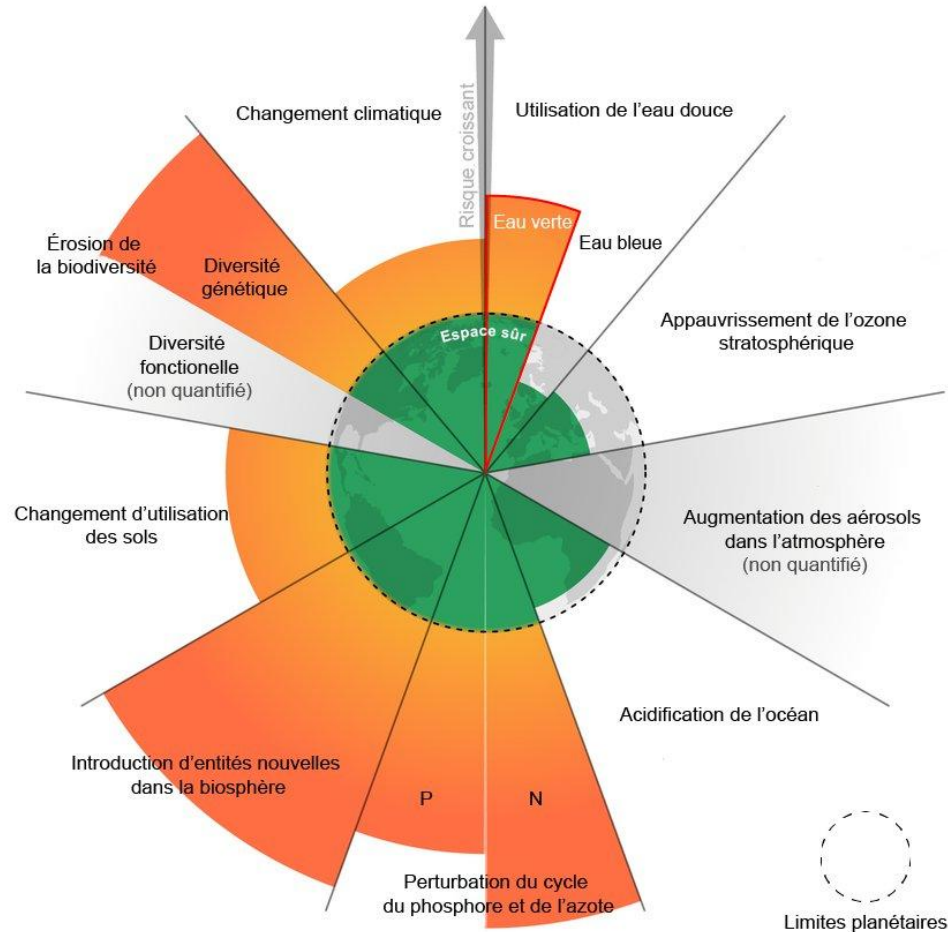 Changement climatique
Utilisation de l'eau douce
Risque croissant
Eau verte
Eau bleue
Érosion de
la biodiversité
Diversité
génétique
Espace sûr
Appauvrissement de l'ozone
stratosphérique
Diversité
fonctionelle
(non quantifié)
Changement d'utilisation
des sols
Augmentation des aérosols
dans l'atmosphère
(non quantifié)
Acidification de l'océan
Introduction d'entités nouvelles
dans la biosphère
P
N
Perturbation du cycle
du phosphore et de l'azote
Limites planétaires